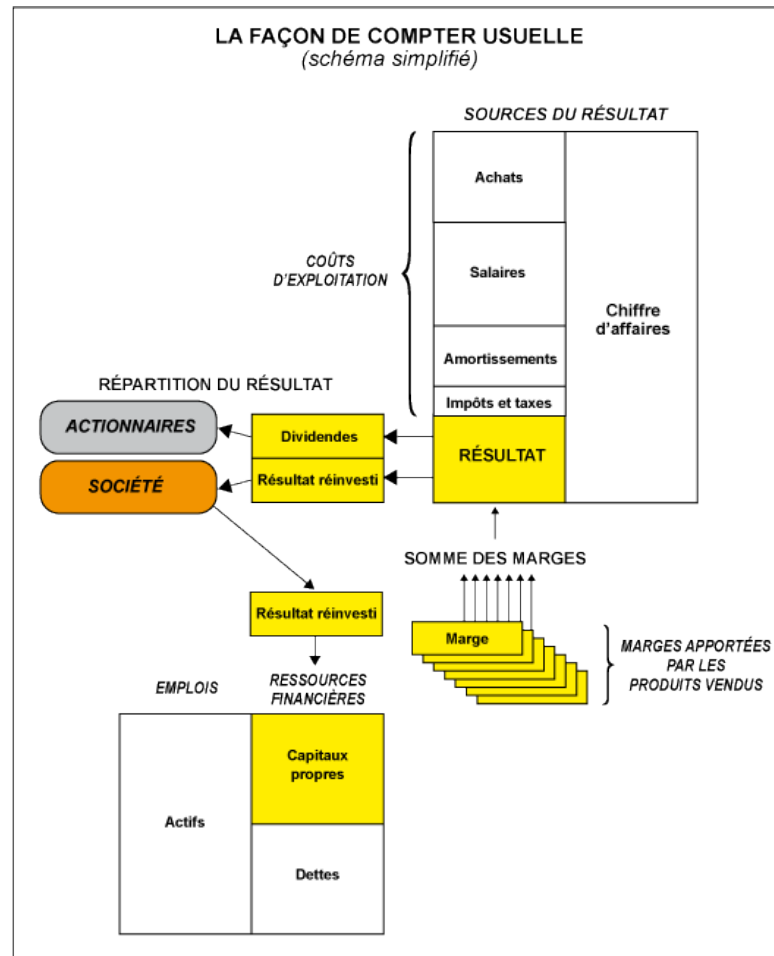 LA FAÇON DE COMPTER USUELLE
(schéma simplifié)
SOURCES DU RÉSULTAT
Achats
COÛTS
D'EXPLOITATION
Salaires
Chiffre
d'affaires
Amortissements
Impôts et taxes
RÉPARTITION DU RÉSULTAT
ACTIONNAIRES
Dividendes
RÉSULTAT
SOCIÉTÉ
Résultat réinvesti
SOMME DES MARGES
Résultat réinvesti
Marge
MARGES APPORTÉES
PAR LES
PRODUITS VENDUS
EMPLOIS
RESSOURCES
FINANCIÈRES
Capitaux
propres
Actifs
Dettes